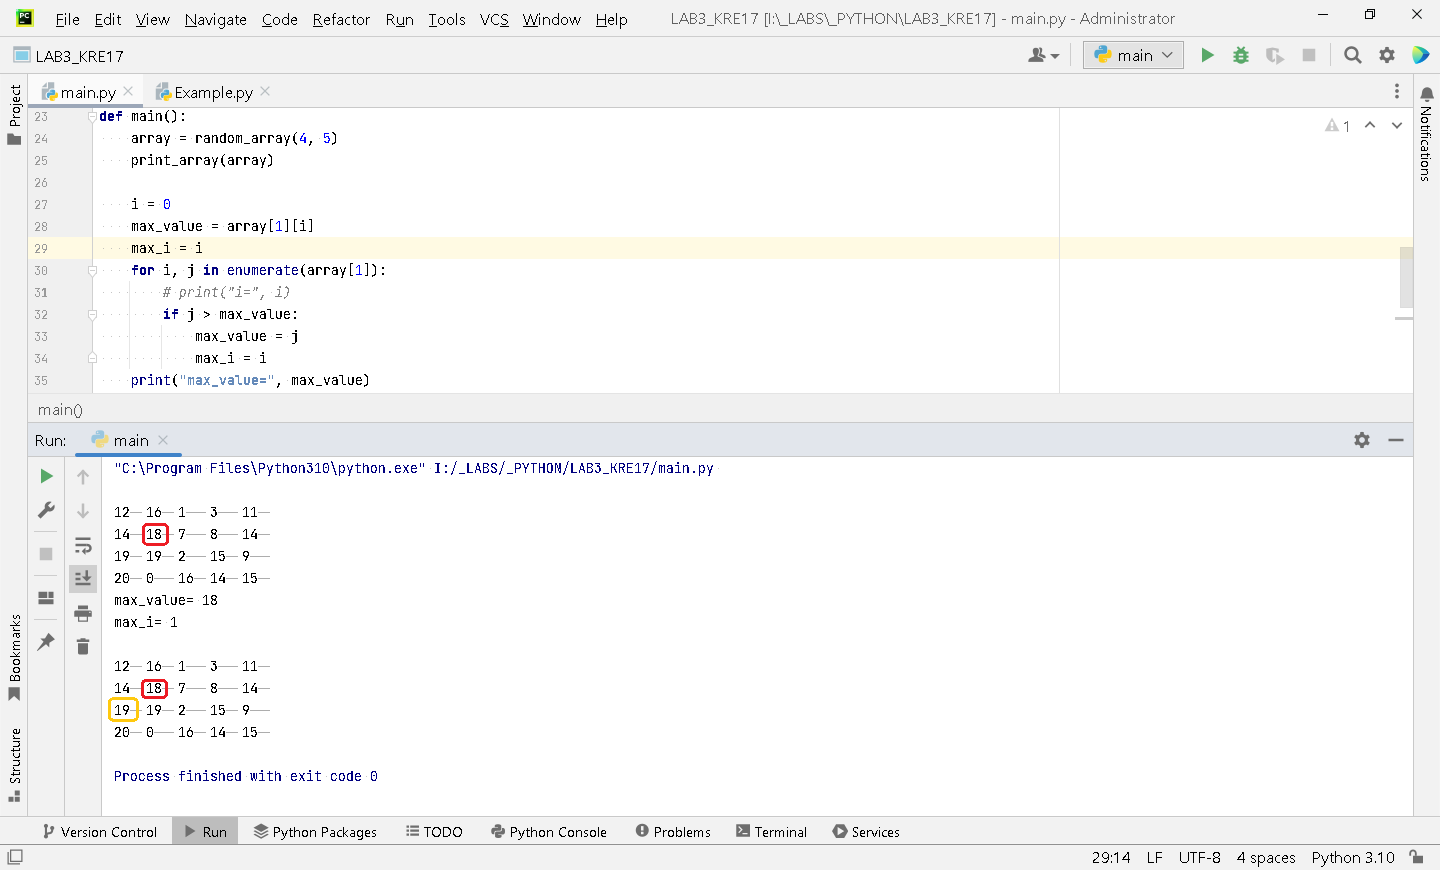 File Edit View Navigate Code Refactor Run Tools VCS Window Help LAB3_KRE17 [I:\_LABS\_PYTHON\LAB3_KRE17] - main.py - Administrator
LAB3_KRE17 main
Project
main.py Example.py
Notifications
23 def main():
1
24 array = random_array(4, 5)
25 print_array(array)
26
27 i = 0
28 max_value = array[1][i]
29 max_i = i
30 for i, j in enumerate(array[1]):
31 # print("i=", i)
32 if j > max_value:
33 max_value = j
34 max_i = i
35 print("max_value=", max_value)
main()
Run: main
"C:\Program Files\Python310\python.exe" I:/_LABS/_PYTHON/LAB3_KRE17/main.py
12 16 1 3 11
14 18 7 8 14
19 19 2 15 9
20 0 16 14 15
max_value= 18
max_i= 1
12 16 1 3 11
14 18 7 8 14
19 19 2 15 9
20 0 16 14 15
Process finished with exit code 0
Bookmarks
Structure
Version Control Run Python Packages TODO Python Console Problems Terminal Services
29:14 LF UTF-8 4 spaces Python 3.10